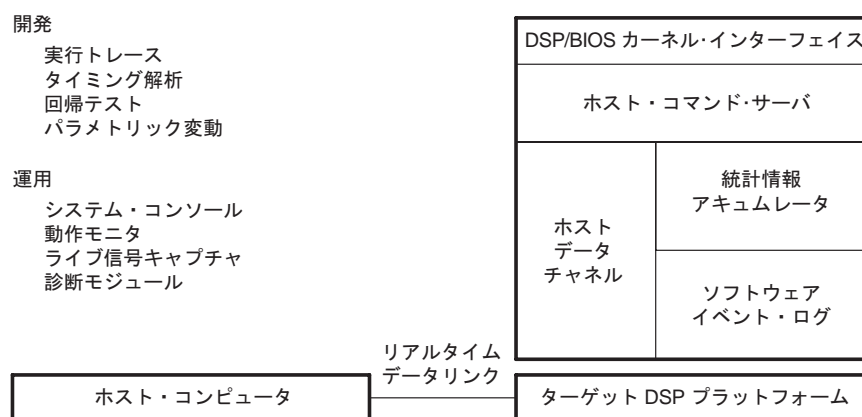 開発
実行トレース
タイミング解析
回帰テスト
パラメトリック変動
運用
システム・コンソール
動作モニタ
ライブ信号キャプチャ
診断モジュール
DSP/BIOS カーネル・インターフェイス
ホスト・コマンド・サーバ
ホスト
データ
チャネル
統計情報
アキュムレータ
ソフトウェア
イベント・ログ
リアルタイム
データリンク
ホスト・コンピュータ
ターゲット DSP プラットフォーム